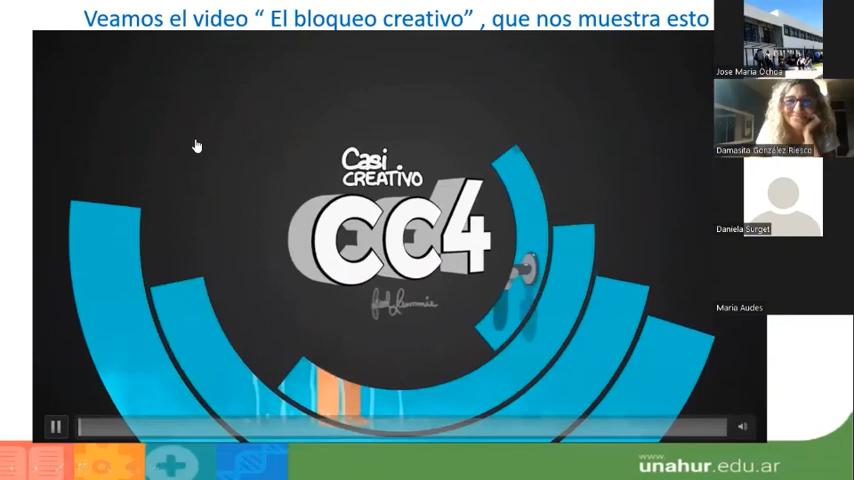 Veamos el video “ El bloqueo creativo” , que nos muestra esto
Casi
CREATIVO
CC4
Jose Maria Ochoa
Damasita González Riesco
Daniela Surget
Maria Audes
www.
unahur.edu.ar